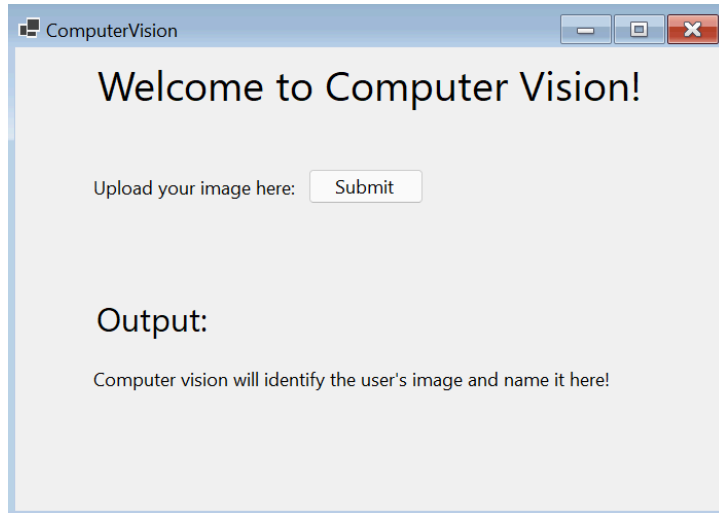 ComputerVision
Welcome to Computer Vision!
Upload your image here: Submit
Output:
Computer vision will identify the user's image and name it here!